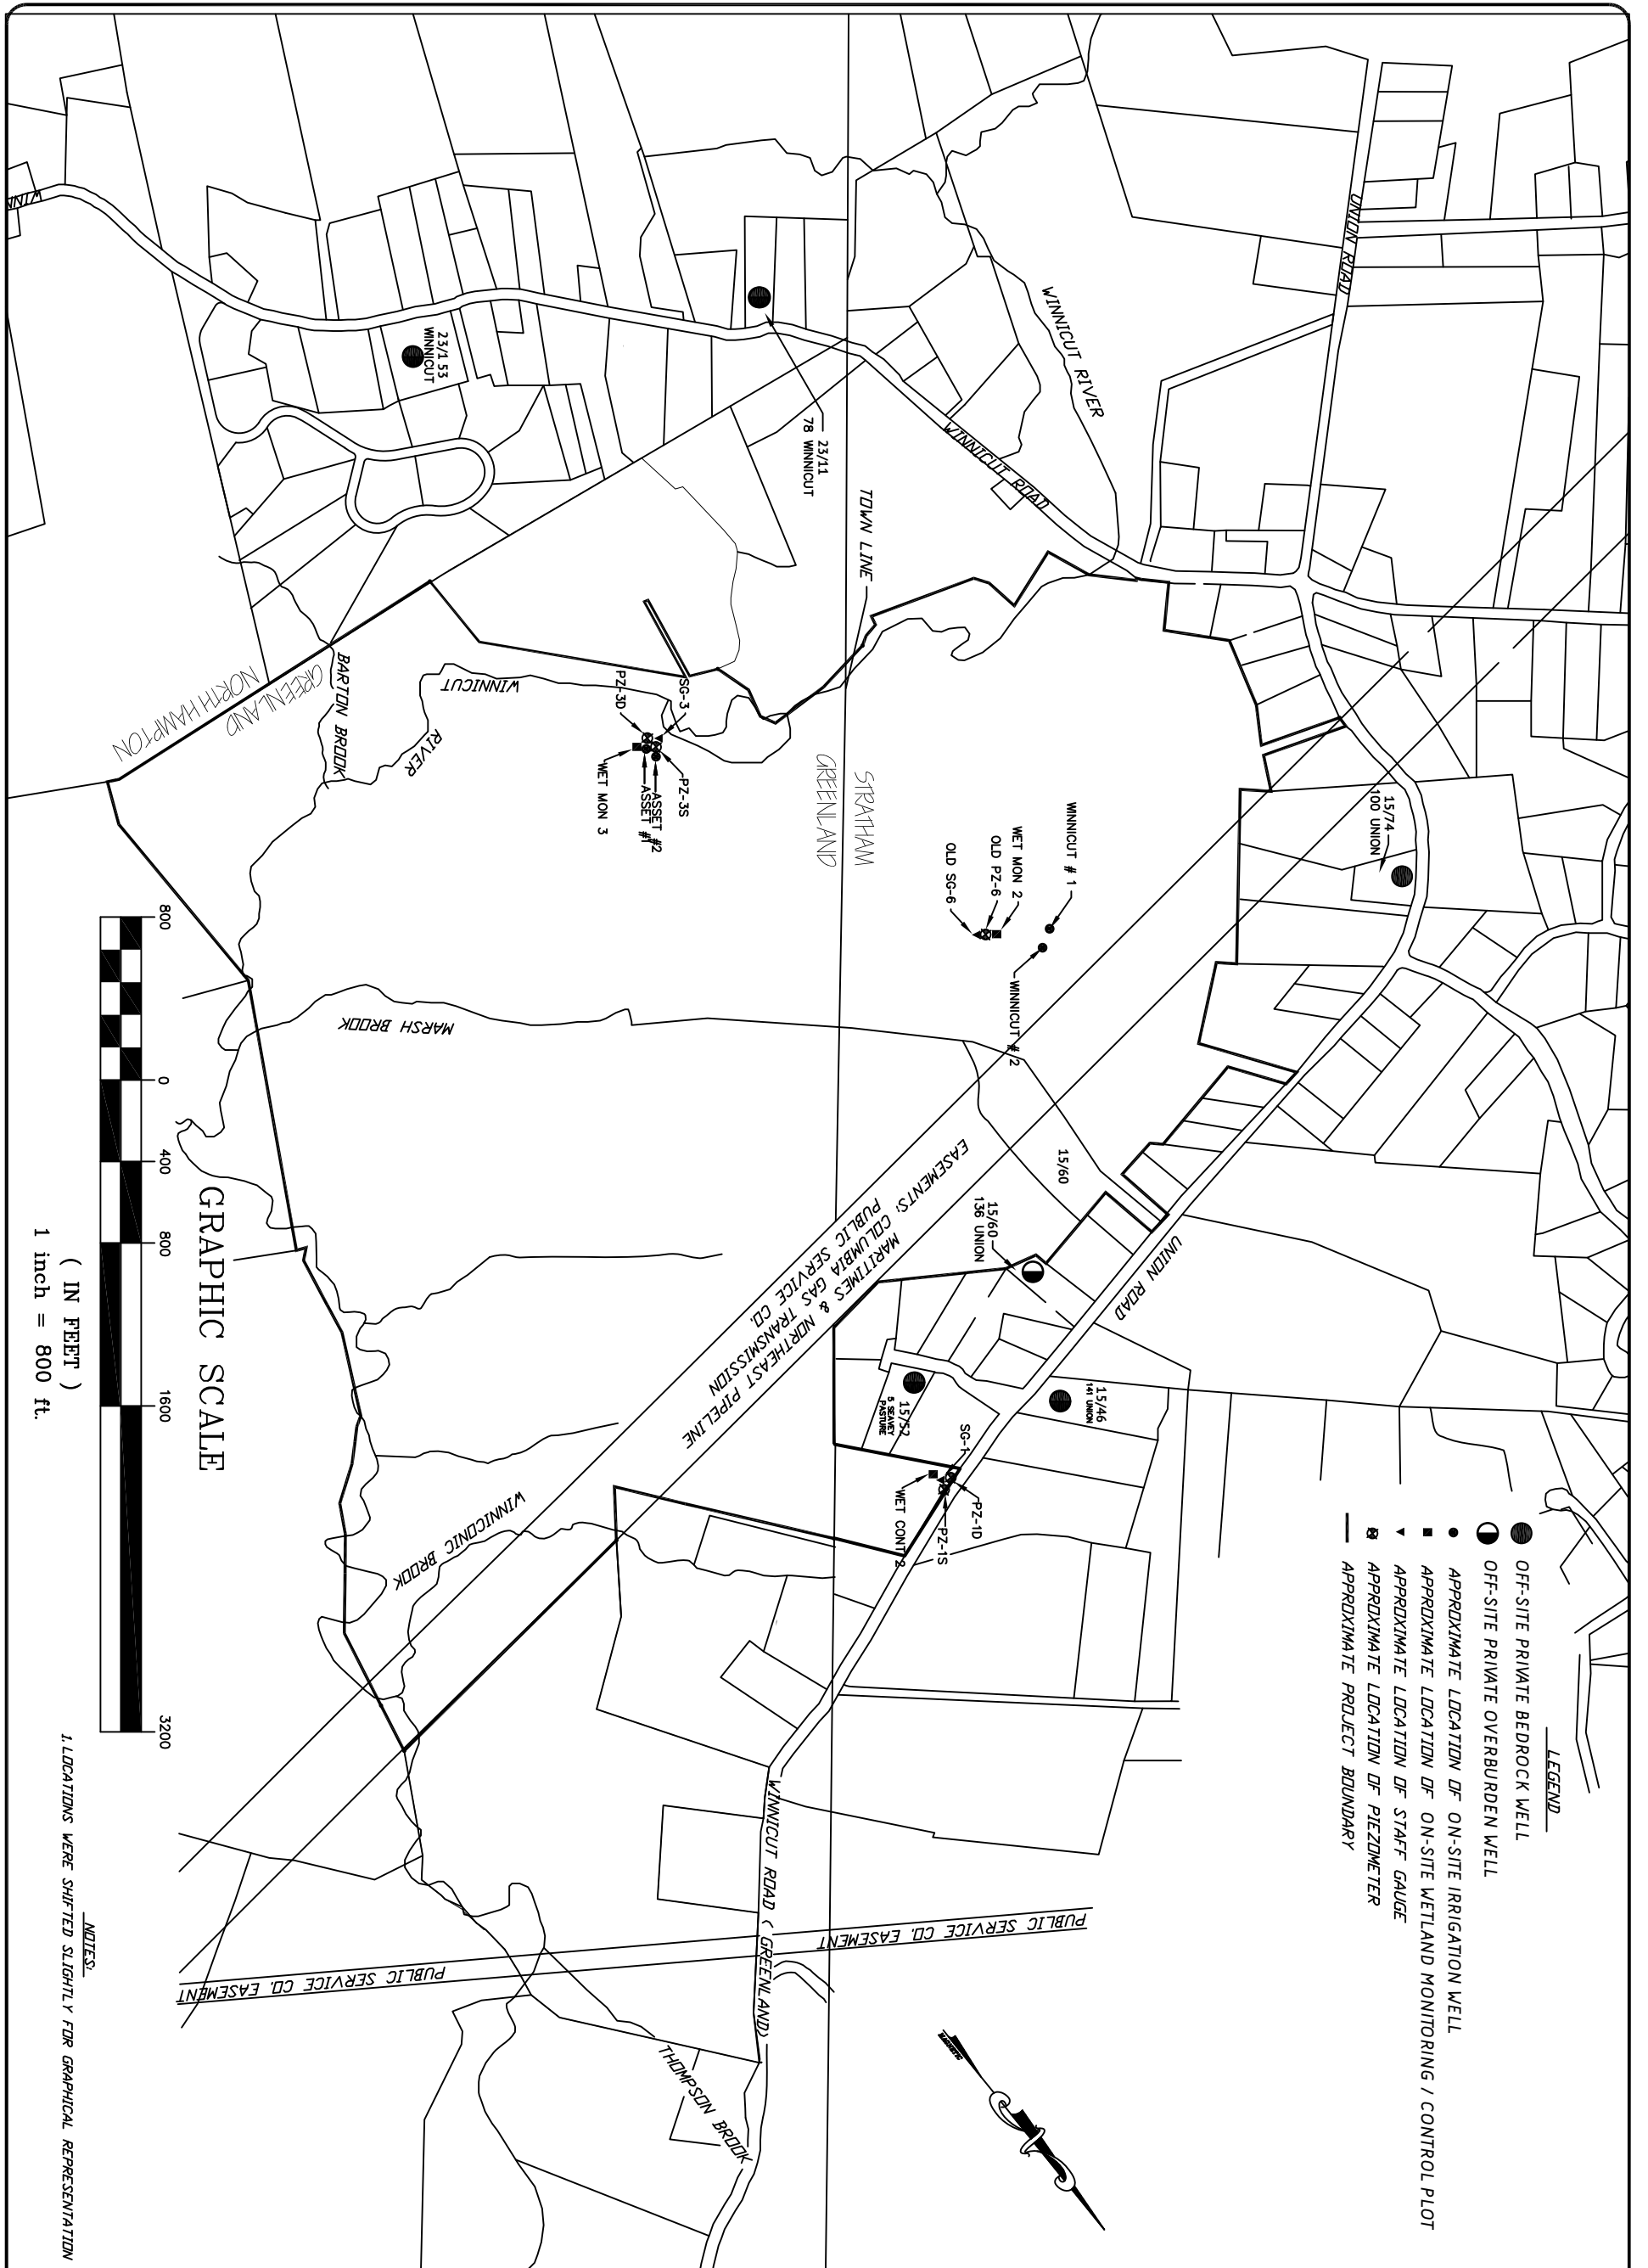 LEGEND
OFF-SITE PRIVATE BEDROCK WELL
OFF-SITE PRIVATE OVERBURDEN WELL
APPROXIMATE LOCATION OF ON-SITE IRRIGATION WELL
APPROXIMATE LOCATION OF ON-SITE WETLAND MONITORING / CONTROL PLOT
APPROXIMATE LOCATION OF STAFF GAUGE
APPROXIMATE LOCATION OF PIEZOMETER
APPROXIMATE PROJECT BOUNDARY
UNION ROAD
WINNICUT RIVER
WINNICUT ROAD
TOWN LINE
23/11
78 WINNICUT
23/1 53
WINNICUT
WINN
15/74
100 UNION
WINNICUT # 1
WET MON 2
OLD PZ-6
OLD SG-6
WINNICUT # 2
STRATHAM
GREENLAND
SG-3
PZ-3D
PZ-3S
ASSET #2
ASSET #1
WET MON 3
WINNICUT
RIVER
BARTON BROOK
GREENLAND
NORTH HAMPTON
MARSH BROOK
15/60
15/60
136 UNION
UNION ROAD
EASEMENTS:
MARITIMES & NORTHEAST PIPELINE
COLUMBIA GAS TRANSMISSION
PUBLIC SERVICE CO.
15/46
141 UNION
15/52
5 SEAVEY
PASTURE
SG-1
PZ-1D
PZ-1S
WET CONT 2
WINNICONIC BROOK
WINNICUT ROAD ( GREENLAND)
PUBLIC SERVICE CO. EASEMENT
PUBLIC SERVICE CO. EASEMENT
THOMPSON BROOK
MAGNETIC
GRAPHIC SCALE
800 0 400 800 1600 3200
( IN FEET )
1 inch = 800 ft.
NOTES:
1. LOCATIONS WERE SHIFTED SLIGHTLY FOR GRAPHICAL REPRESENTATION